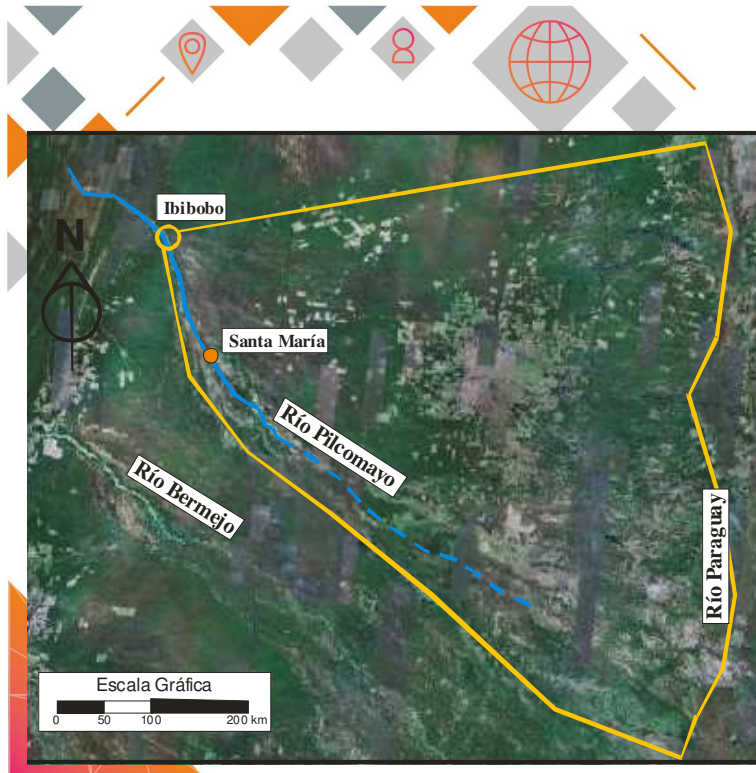 Ibibobo
N
Santa María
Río Pilcomayo
Río Bermejo
Río Paraguay
Escala Gráfica
0 50 100 200 km